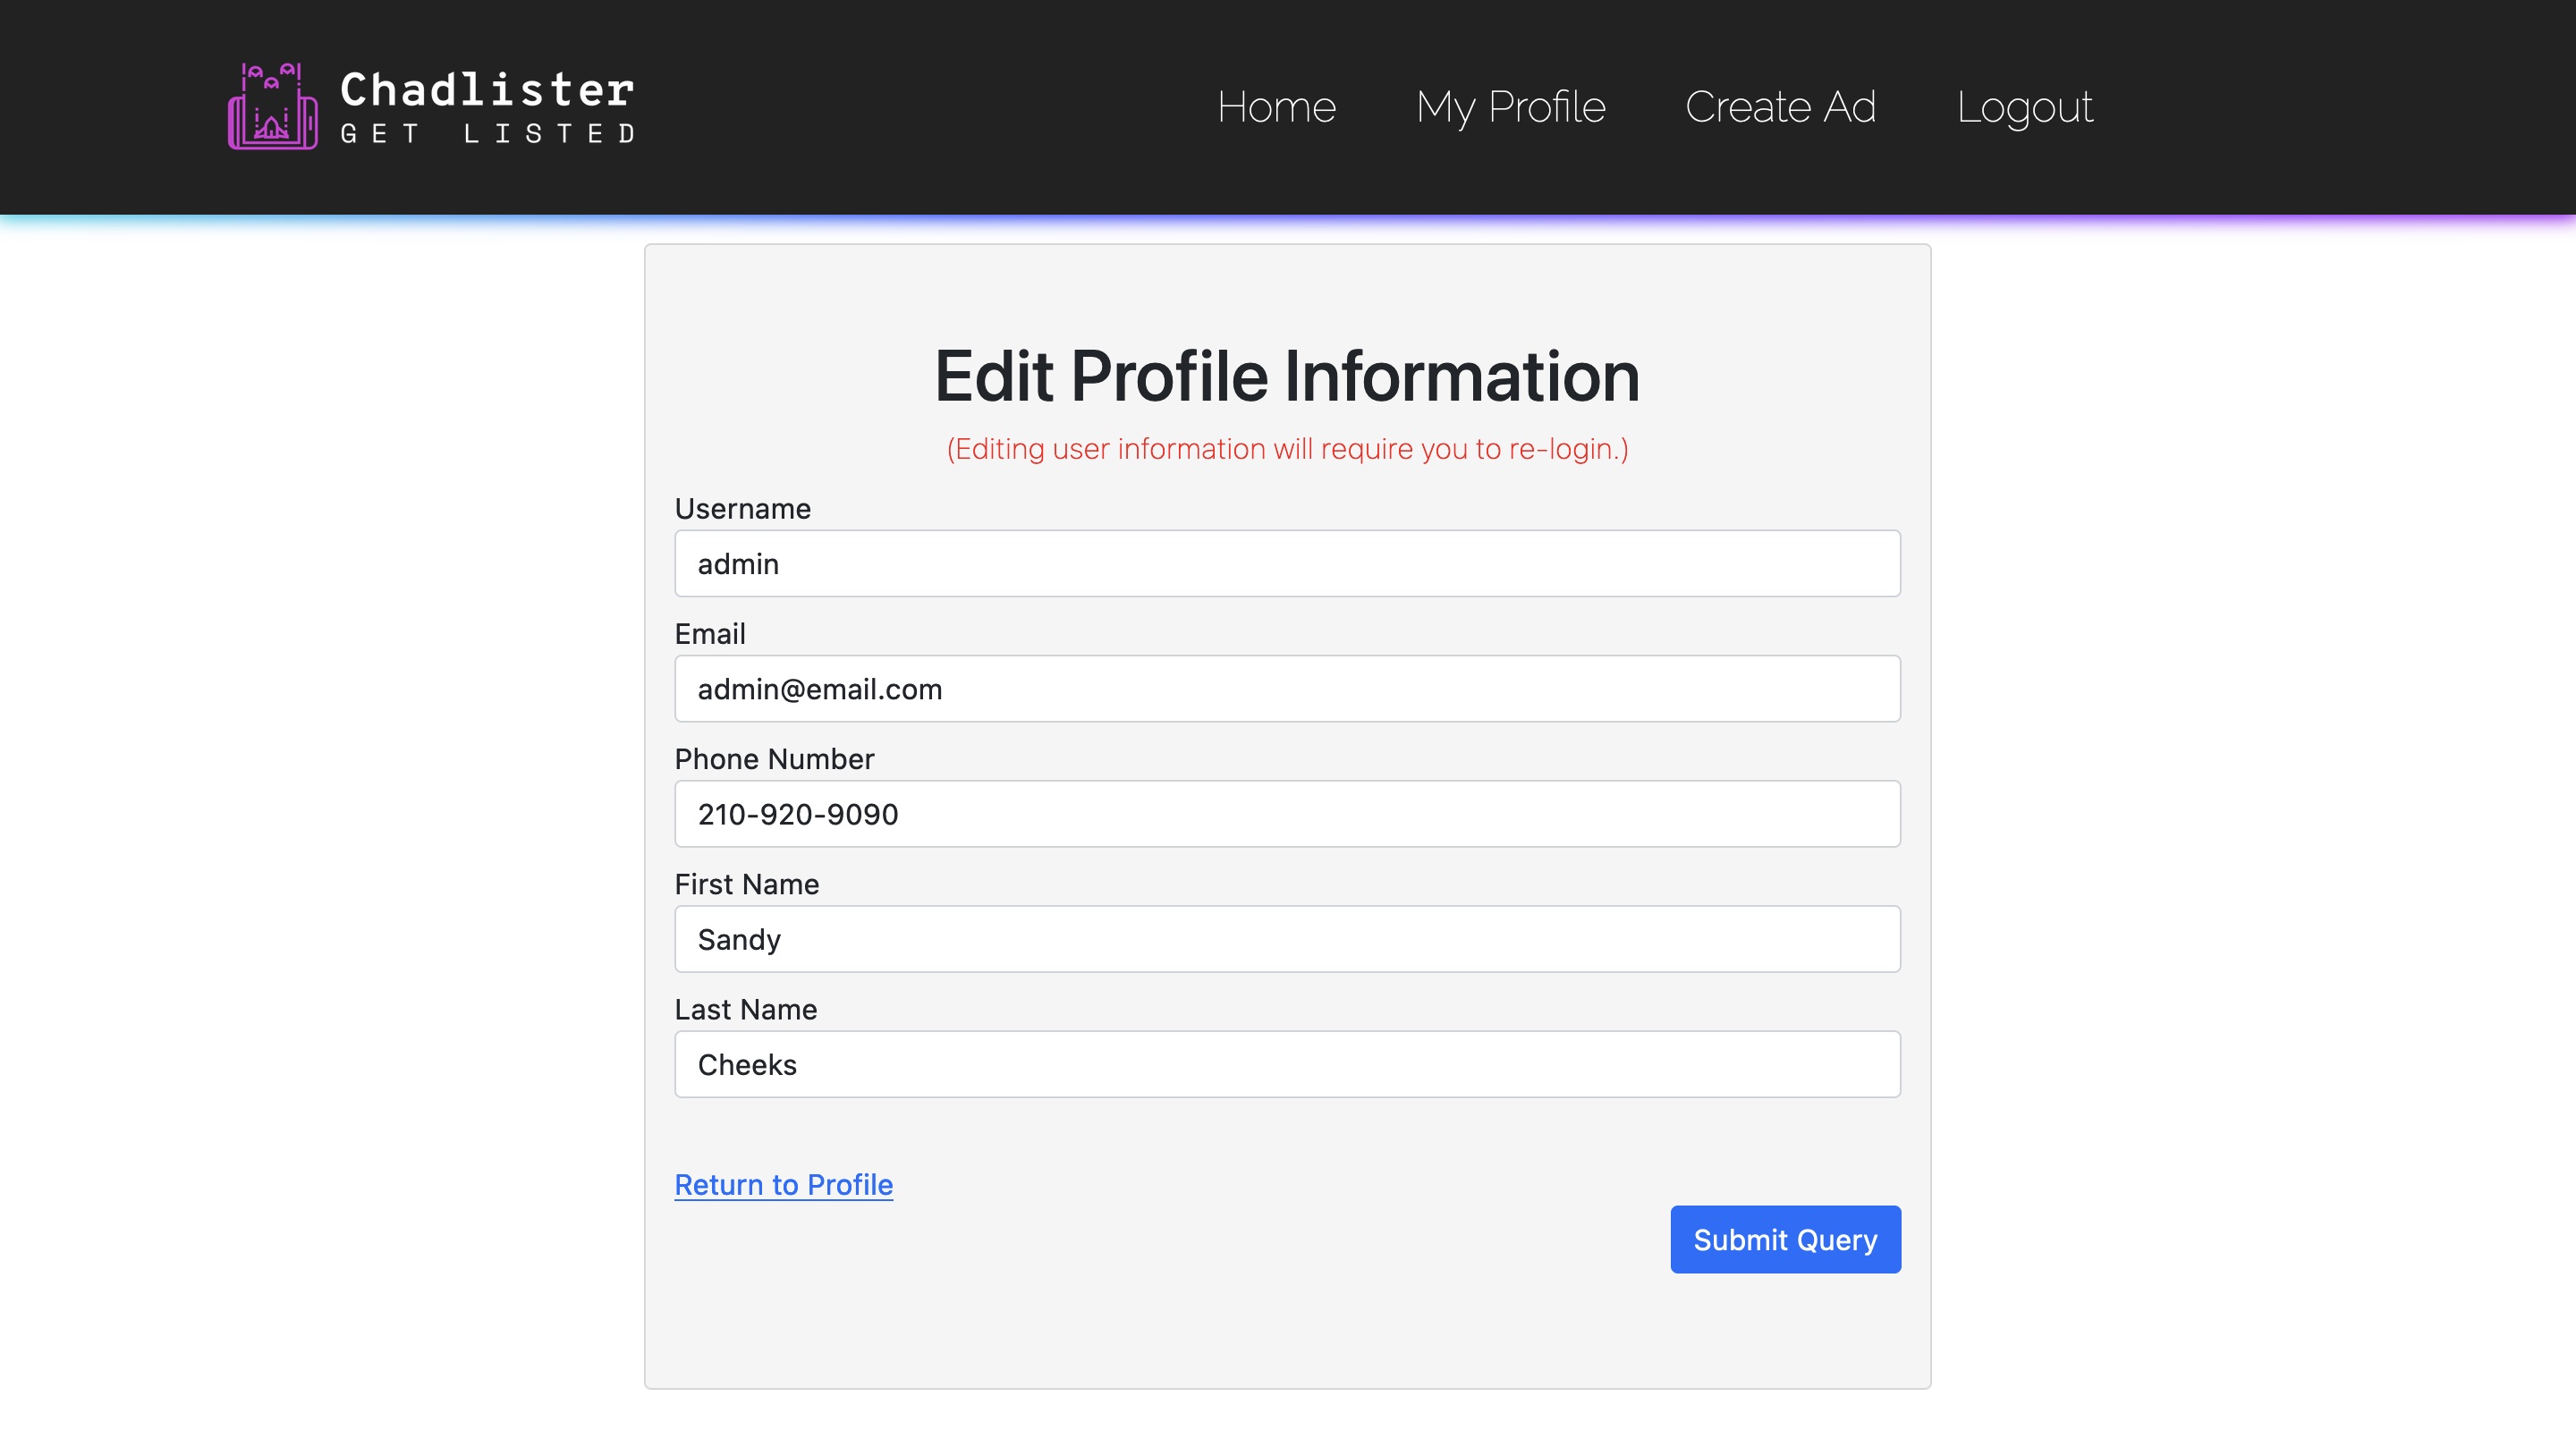 Chadlister
GET LISTED
Home My Profile Create Ad Logout
Edit Profile Information
(Editing user information will require you to re-login.)
Username
admin
Email
admin@email.com
Phone Number
210-920-9090
First Name
Sandy
Last Name
Cheeks
Return to Profile
Submit Query